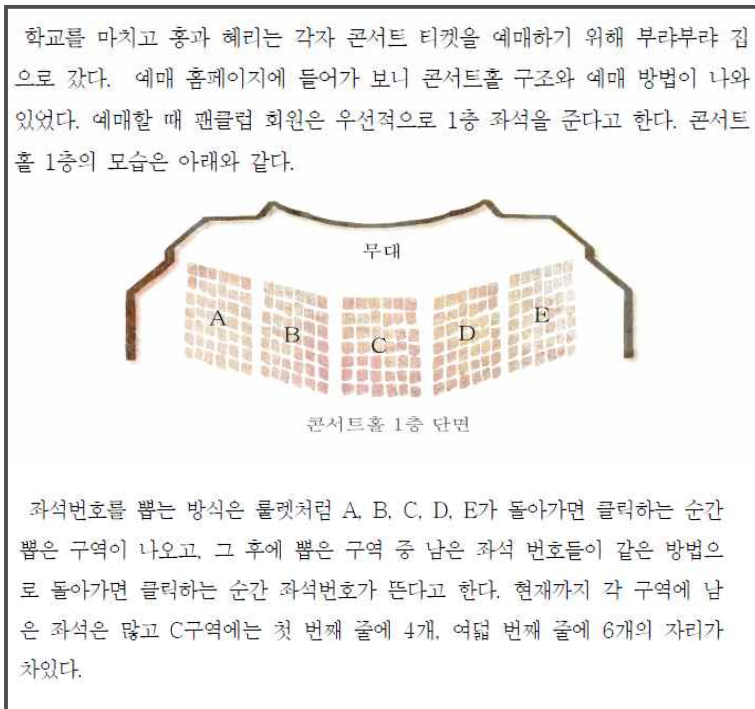 학교를 마치고 홍과 혜리는 각자 콘서트 티켓을 예매하기 위해 부랴부랴 집
으로 갔다. 예매 홈페이지에 들어가 보니 콘서트홀 구조와 예매 방법이 나와
있었다. 예매할 때 팬클럽 회원은 우선적으로 1층 좌석을 준다고 한다. 콘서트
홀 1층의 모습은 아래와 같다.
무대
A B C D E
콘서트홀 1층 단면
좌석번호를 뽑는 방식은 룰렛처럼 A, B, C, D, E가 돌아가면 클릭하는 순간
뽑은 구역이 나오고, 그 후에 뽑은 구역 중 남은 좌석 번호들이 같은 방법으
로 돌아가면 클릭하는 순간 좌석번호가 뜬다고 한다. 현재까지 각 구역에 남
은 좌석은 많고 C구역에는 첫 번째 줄에 4개, 여덟 번째 줄에 6개의 자리가
차있다.